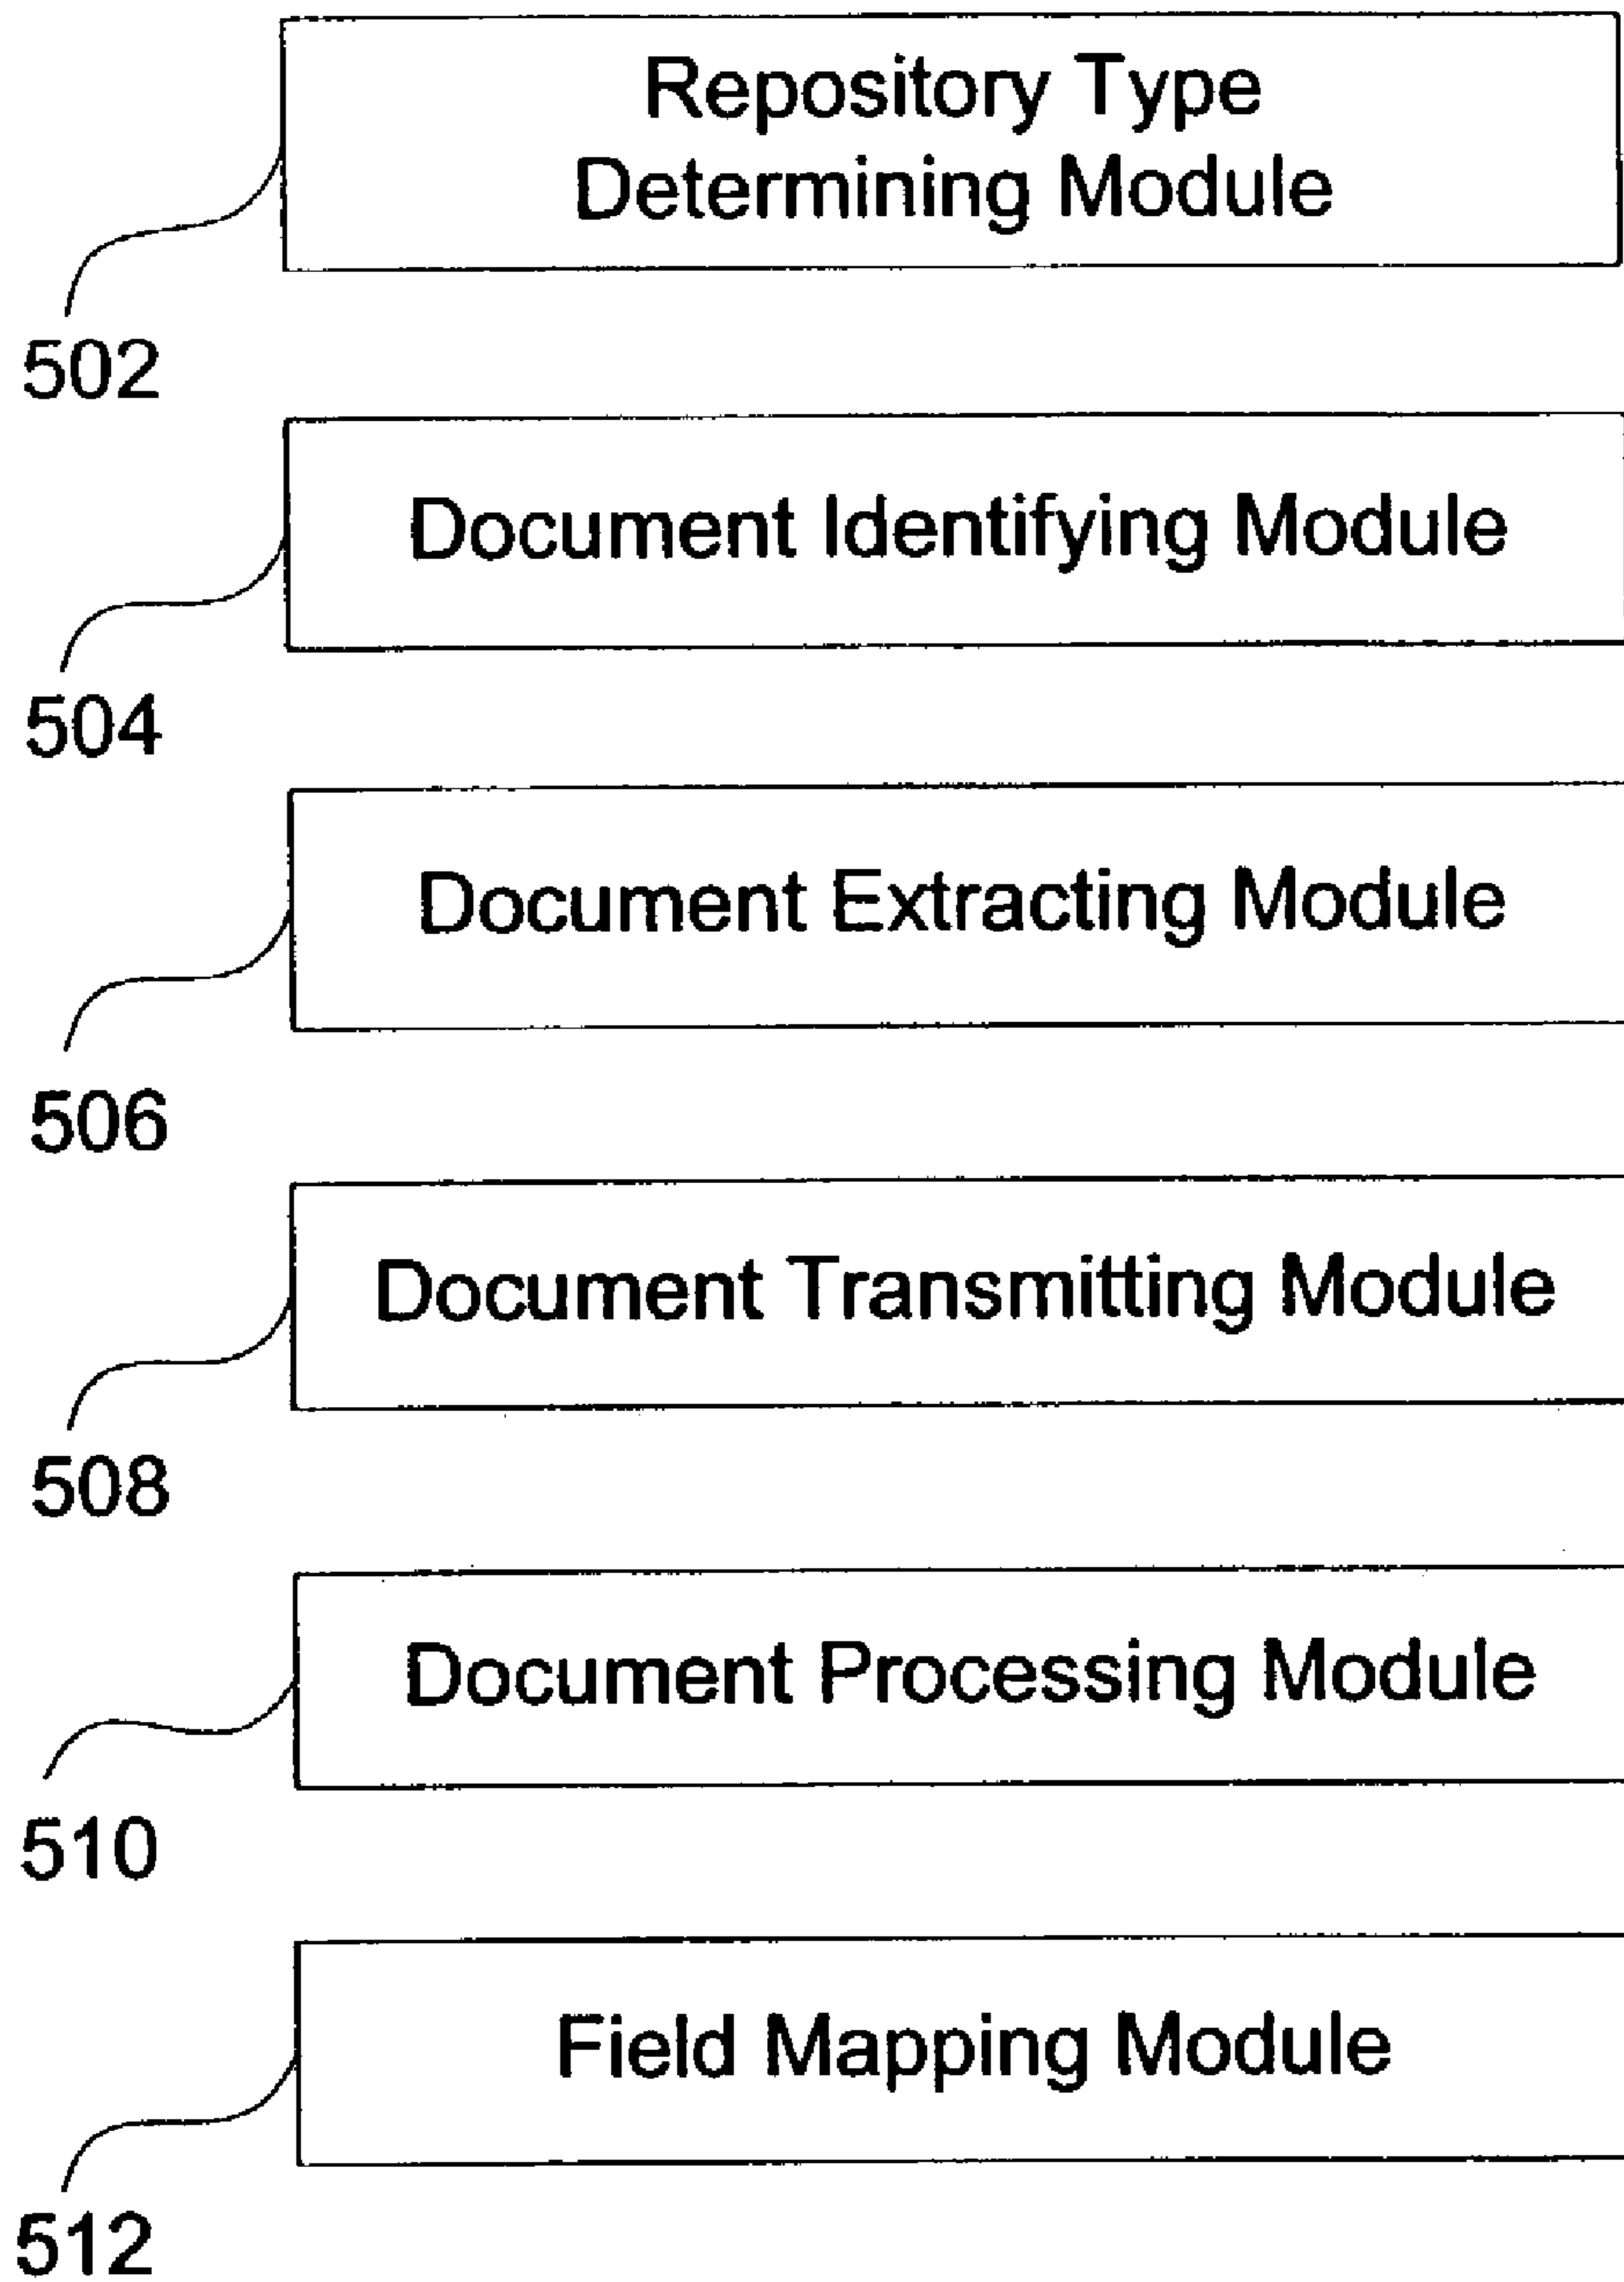 Repository Type
Determining Module
502
Document Identifying Module
504
Document Extracting Module
506
Document Transmitting Module
508
Document Processing Module
510
Field Mapping Module
512